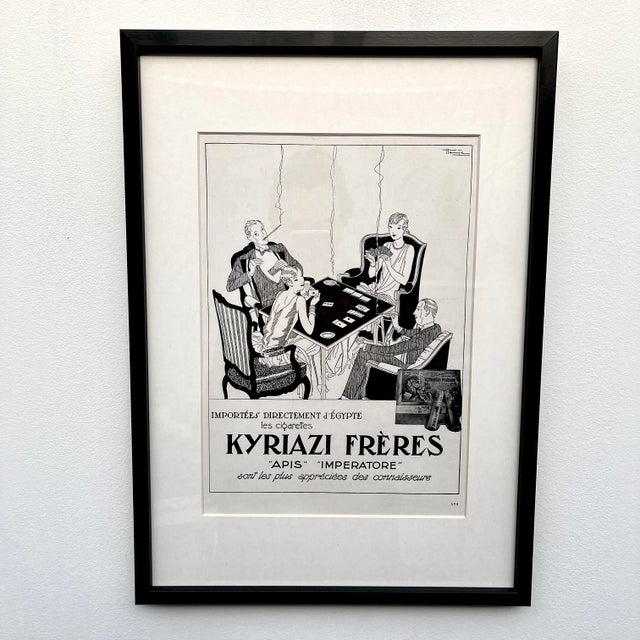 IMPORTÉES DIRECTEMENT d'ÉGYPTE
les cigarettes
KYRIAZI FRÈRES
"APIS" "IMPERATORE"
sont les plus appréciées des connaisseurs